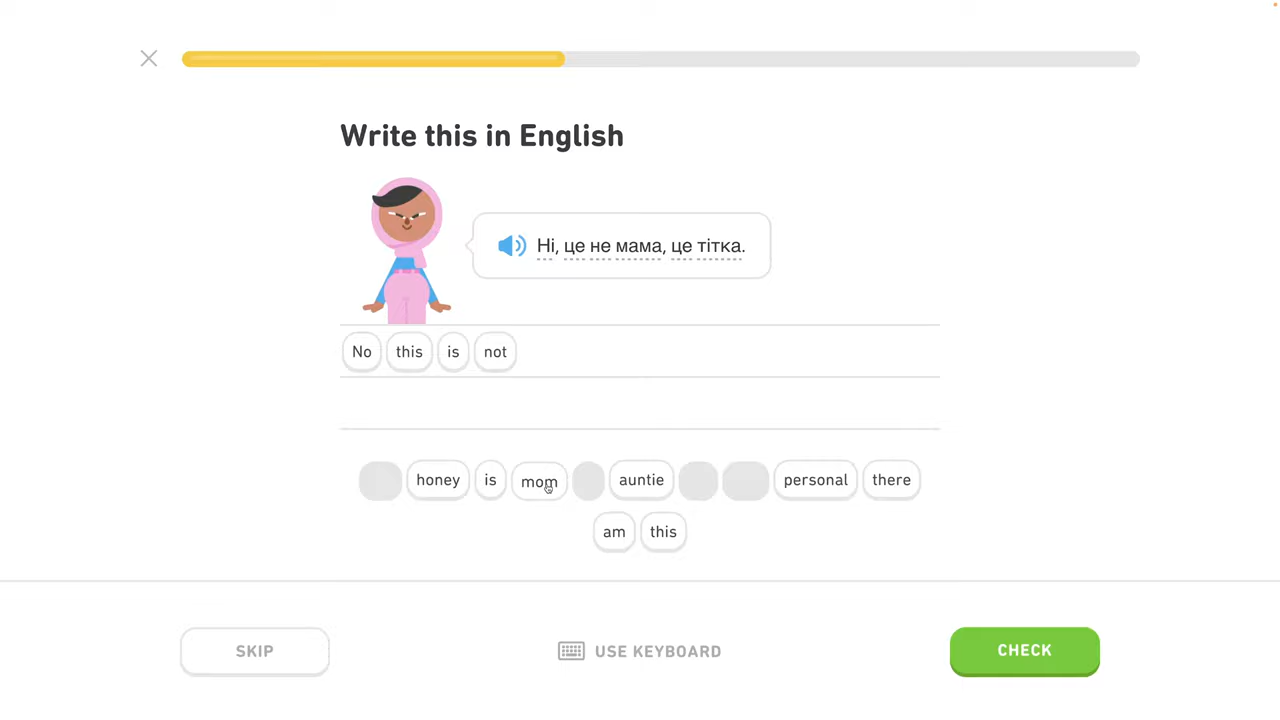 Write this in English
Ні, це не мама, це тітка.
No this is not
honey is mom auntie personal there
am this
SKIP USE KEYBOARD CHECK